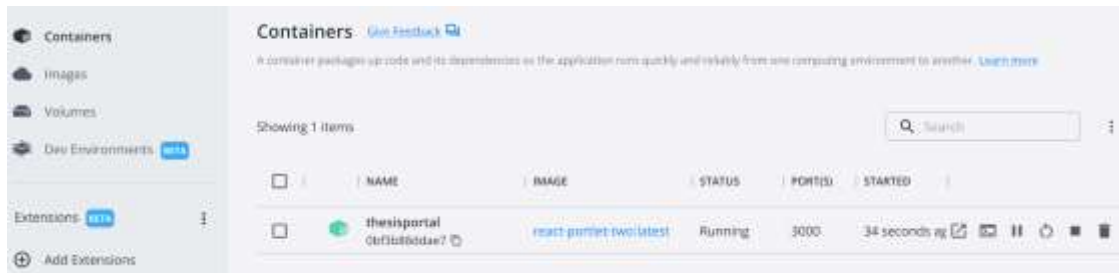 Containers
Images
Volumes
Dev Environments BETA
Extensions BETA
Add Extensions
Containers Give Feedback
A container packages up code and its dependencies so the application runs quickly and reliably from one computing environment to another. Learn more
Showing 1 items
Search
NAME IMAGE STATUS PORT(S) STARTED
thesisportal react-portlet-two:latest Running 3000 34 seconds ag